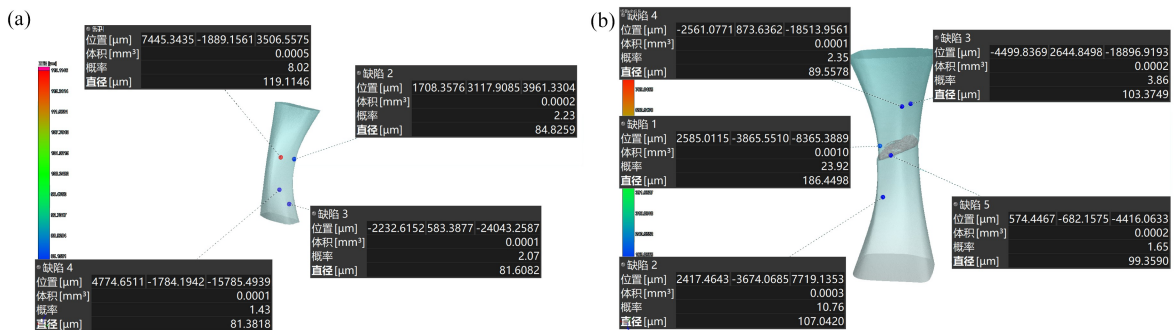 (a)
位置[μm] 7445.3435 -1889.1561 3506.5575
体积[mm³] 0.0005
概率 8.02
直径[μm] 119.1146
缺陷 2
位置[μm] 1708.3576 3117.9085 3961.3304
体积[mm³] 0.0002
概率 2.23
直径[μm] 84.8259
缺陷 3
位置[μm] -2232.6152 583.3877 -24043.2587
体积[mm³] 0.0001
概率 2.07
直径[μm] 81.6082
缺陷 4
位置[μm] 4774.6511 -1784.1942 -15785.4939
体积[mm³] 0.0001
概率 1.43
直径[μm] 81.3818
(b)
缺陷 4
位置[μm] -2561.0771 873.6362 -18513.9561
体积[mm³] 0.0001
概率 2.35
直径[μm] 89.5578
缺陷 3
位置[μm] -4499.8369 2644.8498 -18896.9193
体积[mm³] 0.0002
概率 3.86
直径[μm] 103.3749
缺陷 1
位置[μm] 2585.0115 -3865.5510 -8365.3889
体积[mm³] 0.0010
概率 23.92
直径[μm] 186.4498
缺陷 5
位置[μm] 574.4467 -682.1575 -4416.0633
体积[mm³] 0.0002
概率 1.65
直径[μm] 99.3590
缺陷 2
位置[μm] 2417.4643 -3674.0685 7719.1353
体积[mm³] 0.0003
概率 10.76
直径[μm] 107.0420